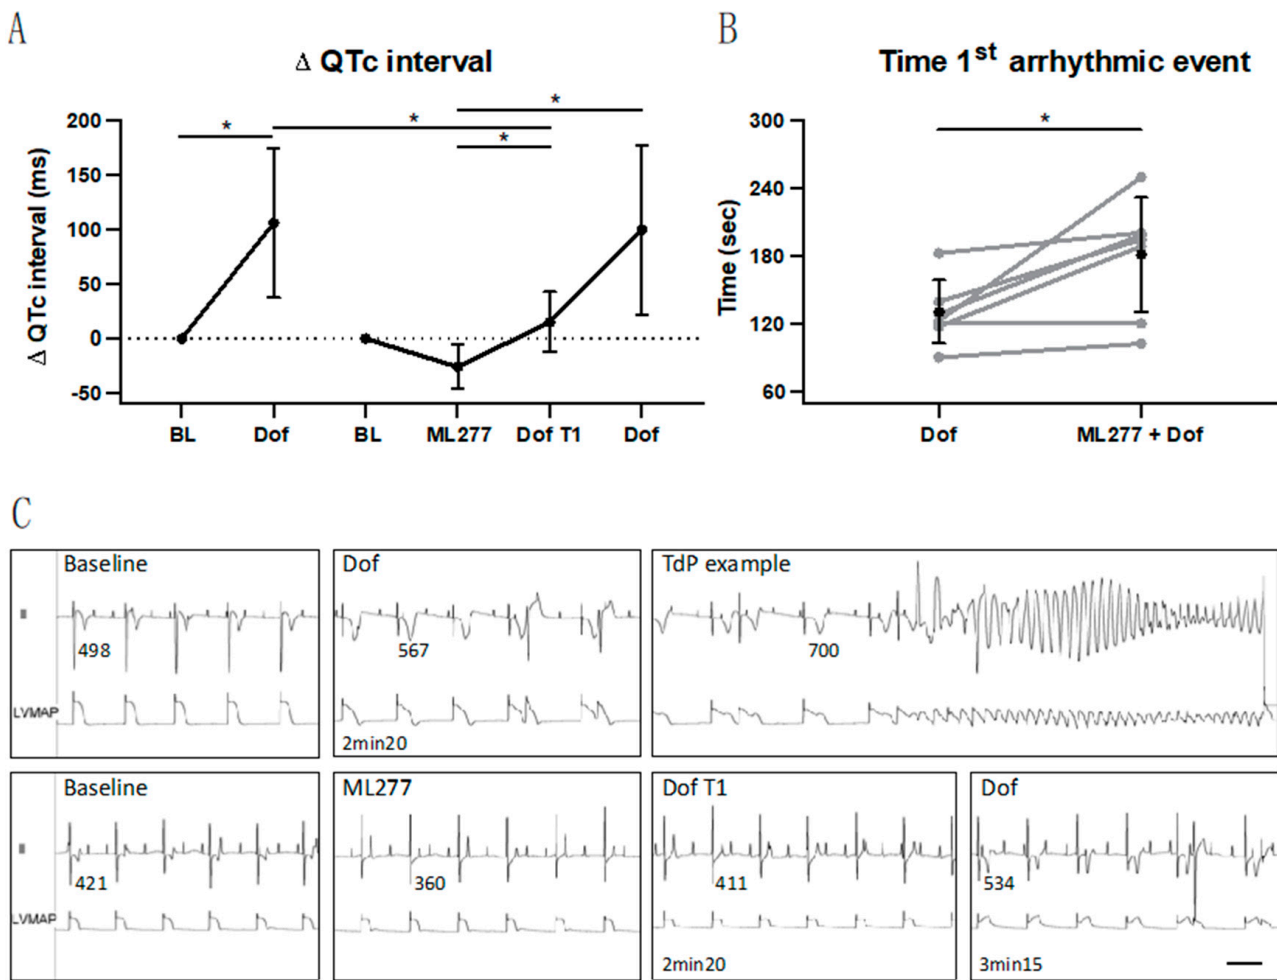 A
Δ QTc interval
*
*
*
*
Δ QTc interval (ms)
200
150
100
50
0
-50
BL
Dof
BL
ML277
Dof T1
Dof
B
Time 1st arrhythmic event
*
Time (sec)
300
240
180
120
60
Dof
ML277 + Dof
C
Baseline
498
LVMAP
Dof
567
2min20
TdP example
700
Baseline
421
LVMAP
ML277
360
Dof T1
411
2min20
Dof
534
3min15